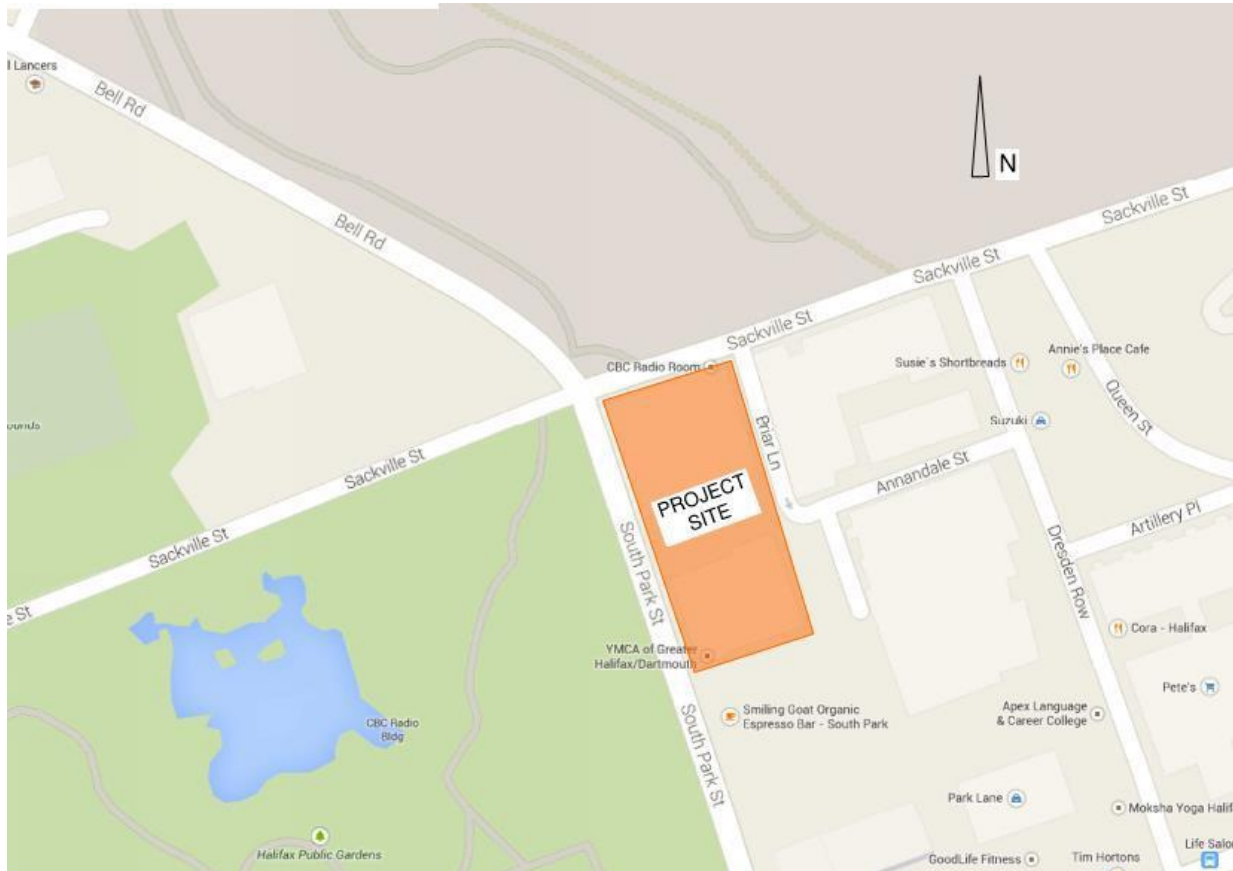 l Lancers
Bell Rd
N
Sackville St
Bell Rd
Sackville St
Sackville St
CBC Radio Room
Susie's Shortbreads
Annie's Place Cafe
Queen St
Suzuki
Briar Ln
Sackville St
Annandale St
PROJECT
SITE
Artillery Pl
Sackville St
South Park St
Dresden Row
e St
Cora - Halifax
YMCA of Greater
Halifax/Dartmouth
Pete's
Smiling Goat Organic
Espresso Bar - South Park
Apex Language
& Career College
CBC Radio
Bldg
South Park St
Park Lane
Moksha Yoga Halif
Life Salo
Halifax Public Gardens
GoodLife Fitness
Tim Hortons